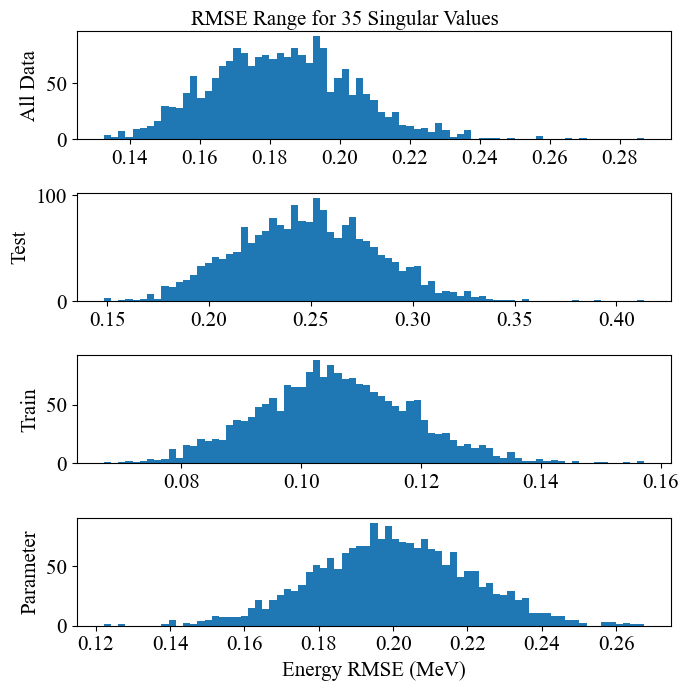 RMSE Range for 35 Singular Values
All Data
50
0
0.14 0.16 0.18 0.20 0.22 0.24 0.26 0.28
Test
100
0
0.15 0.20 0.25 0.30 0.35 0.40
Train
50
0
0.08 0.10 0.12 0.14 0.16
Parameter
50
0
0.12 0.14 0.16 0.18 0.20 0.22 0.24 0.26
Energy RMSE (MeV)